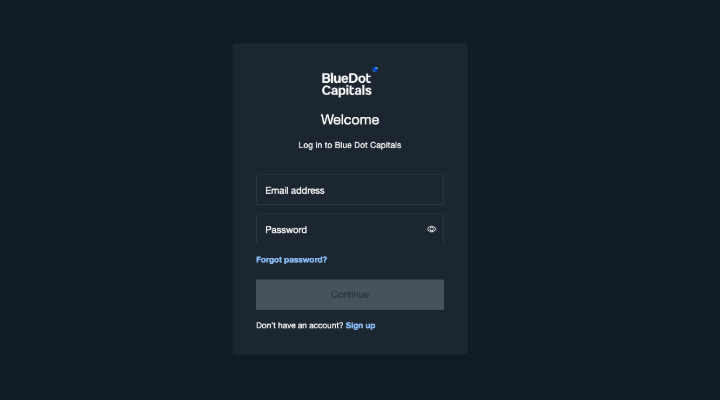 BlueDot
Capitals
Welcome
Log in to Blue Dot Capitals
Email address
Password
Forgot password?
Continue
Don't have an account? Sign up